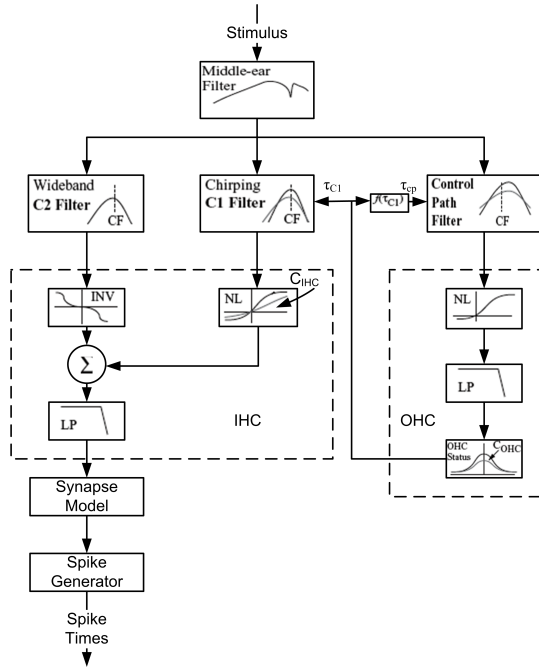 Stimulus
Middle-ear
Filter
Wideband
C2 Filter
CF
Chirping
C1 Filter
CF
τC1
f(τC1)
τcp
Control
Path
Filter
CF
INV
NL
CIHC
NL
Σ
LP
LP
IHC
OHC
OHC
Status
COHC
Synapse
Model
Spike
Generator
Spike
Times